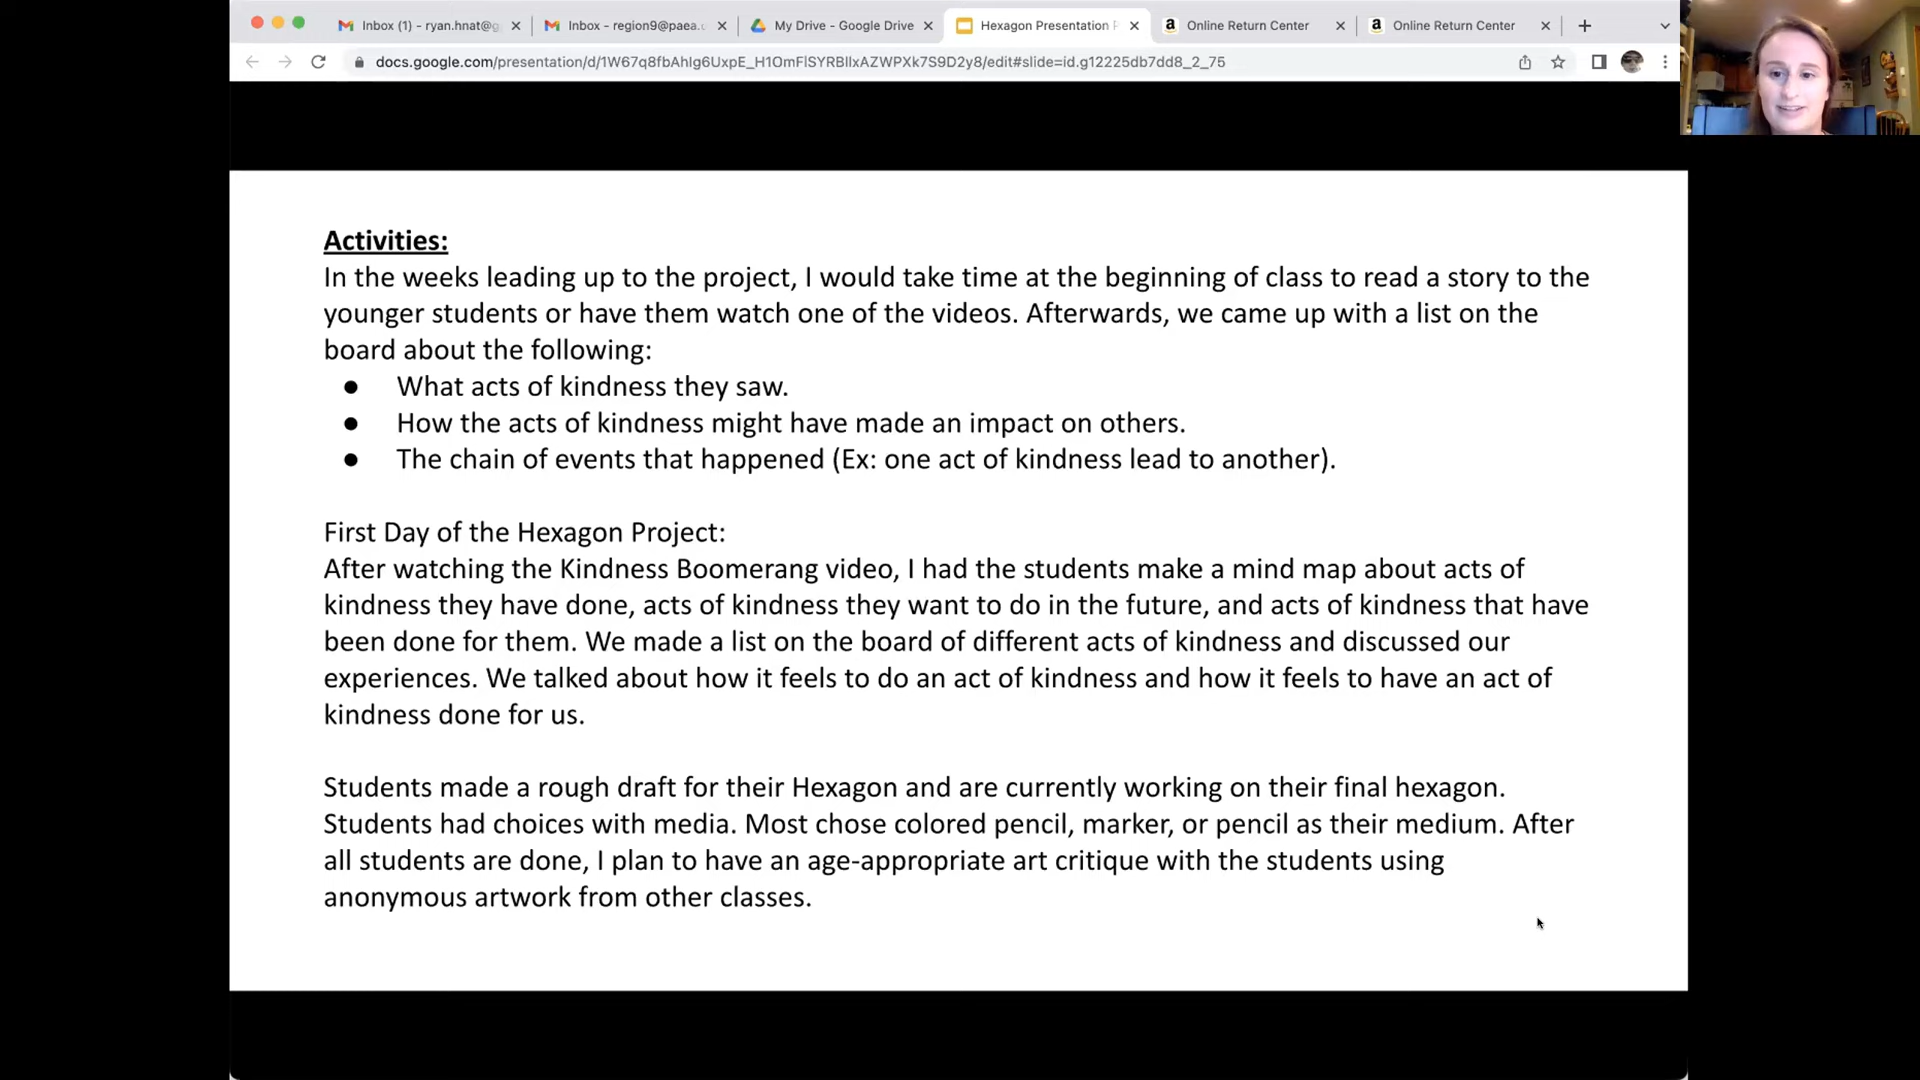 Inbox (1) - ryan.hnat@g
Inbox - region9@paea.
My Drive - Google Drive
Hexagon Presentation
Online Return Center
Online Return Center
docs.google.com/presentation/d/1W67q8fbAhIg6UxpE_H1OmFlSYRBllxAZWPXk7S9D2y8/edit#slide=id.g12225db7dd8_2_75
Activities:
In the weeks leading up to the project, I would take time at the beginning of class to read a story to the
younger students or have them watch one of the videos. Afterwards, we came up with a list on the
board about the following:
● What acts of kindness they saw.
● How the acts of kindness might have made an impact on others.
● The chain of events that happened (Ex: one act of kindness lead to another).
First Day of the Hexagon Project:
After watching the Kindness Boomerang video, I had the students make a mind map about acts of
kindness they have done, acts of kindness they want to do in the future, and acts of kindness that have
been done for them. We made a list on the board of different acts of kindness and discussed our
experiences. We talked about how it feels to do an act of kindness and how it feels to have an act of
kindness done for us.
Students made a rough draft for their Hexagon and are currently working on their final hexagon.
Students had choices with media. Most chose colored pencil, marker, or pencil as their medium. After
all students are done, I plan to have an age-appropriate art critique with the students using
anonymous artwork from other classes.